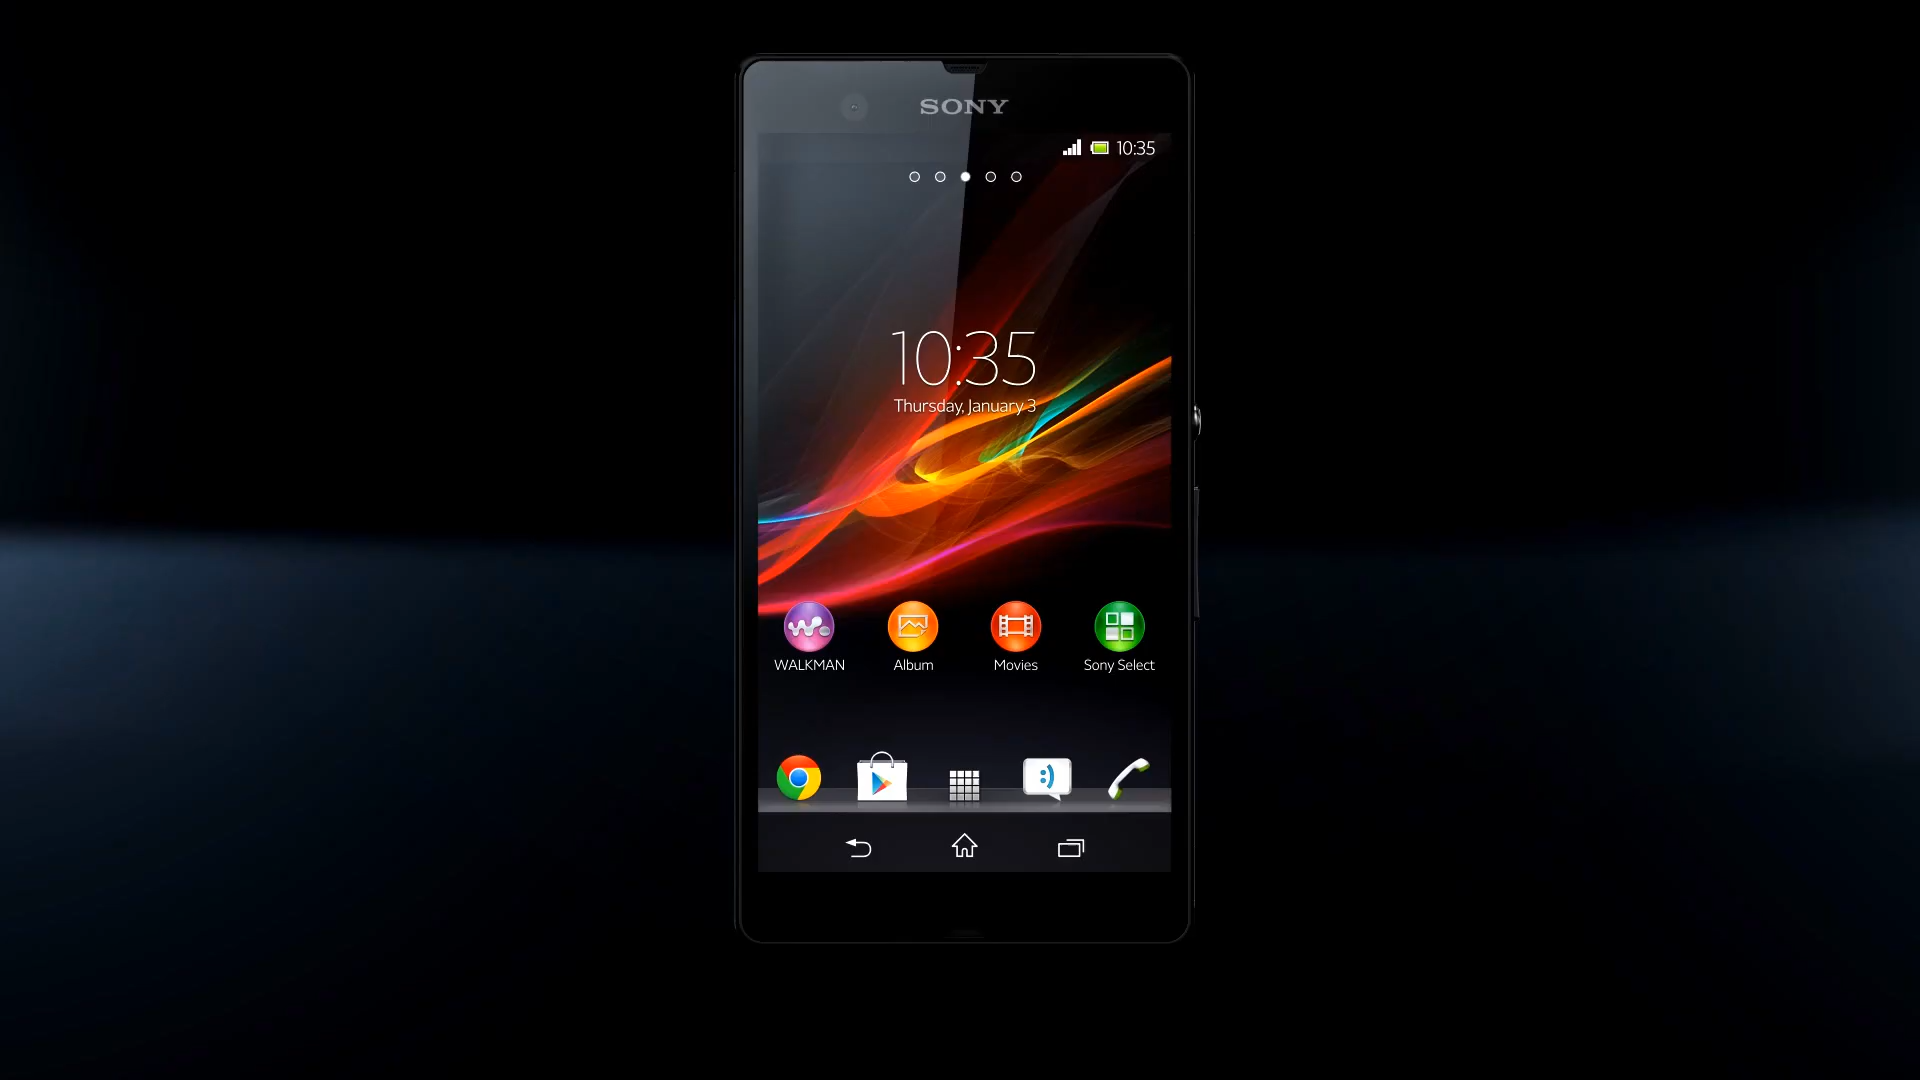 SONY
10:35
10:35
Thursday, January 3
WALKMAN
Album
Movies
Sony Select